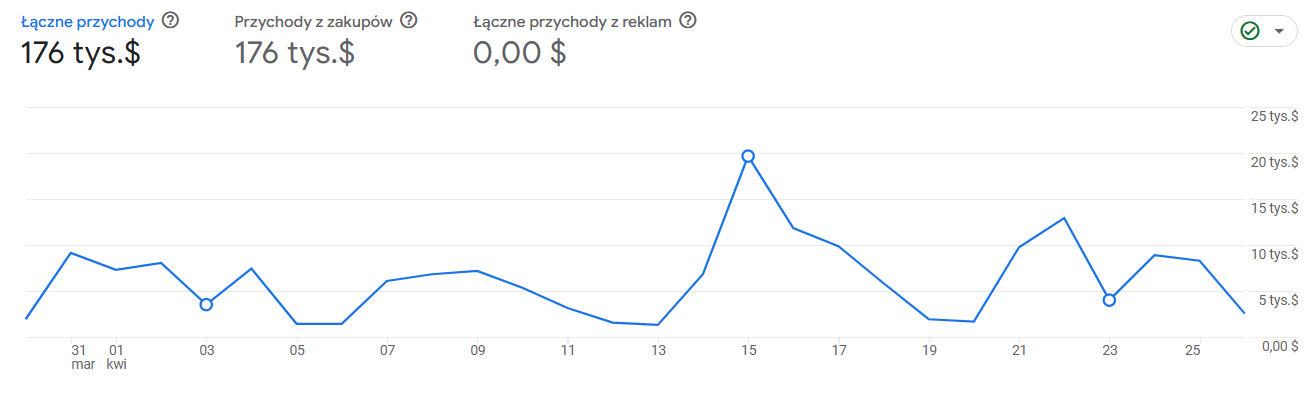 Łączne przychody
176 tys.$
Przychody z zakupów
176 tys.$
Łączne przychody z reklam
0,00 $
25 tys.$
20 tys.$
15 tys.$
10 tys.$
5 tys.$
0,00 $
31 mar
01 kwi
03
05
07
09
11
13
15
17
19
21
23
25